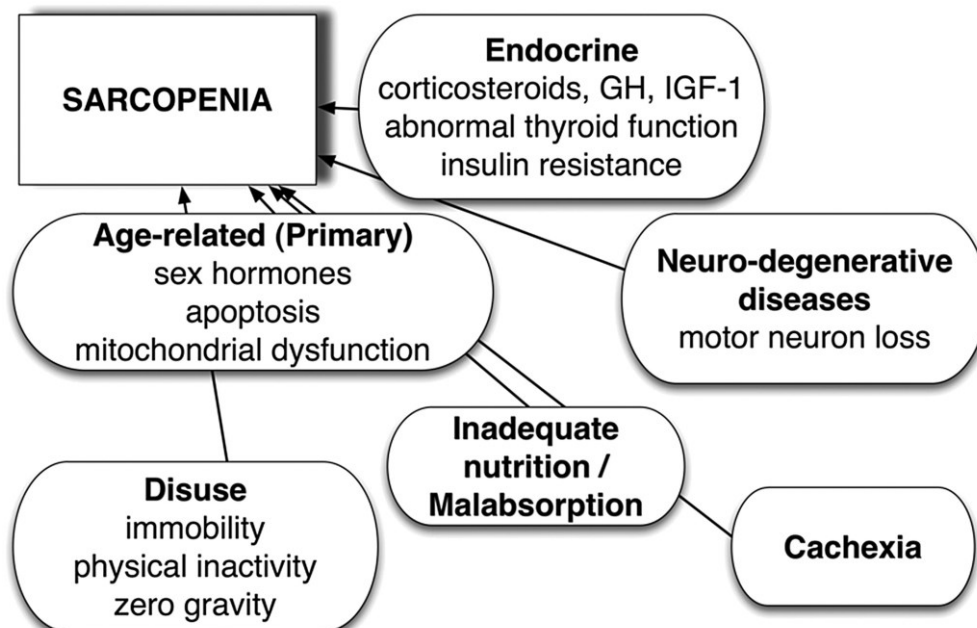 SARCOPENIA
Endocrine
corticosteroids, GH, IGF-1
abnormal thyroid function
insulin resistance
Age-related (Primary)
sex hormones
apoptosis
mitochondrial dysfunction
Neuro-degenerative
diseases
motor neuron loss
Inadequate
nutrition /
Malabsorption
Disuse
immobility
physical inactivity
zero gravity
Cachexia